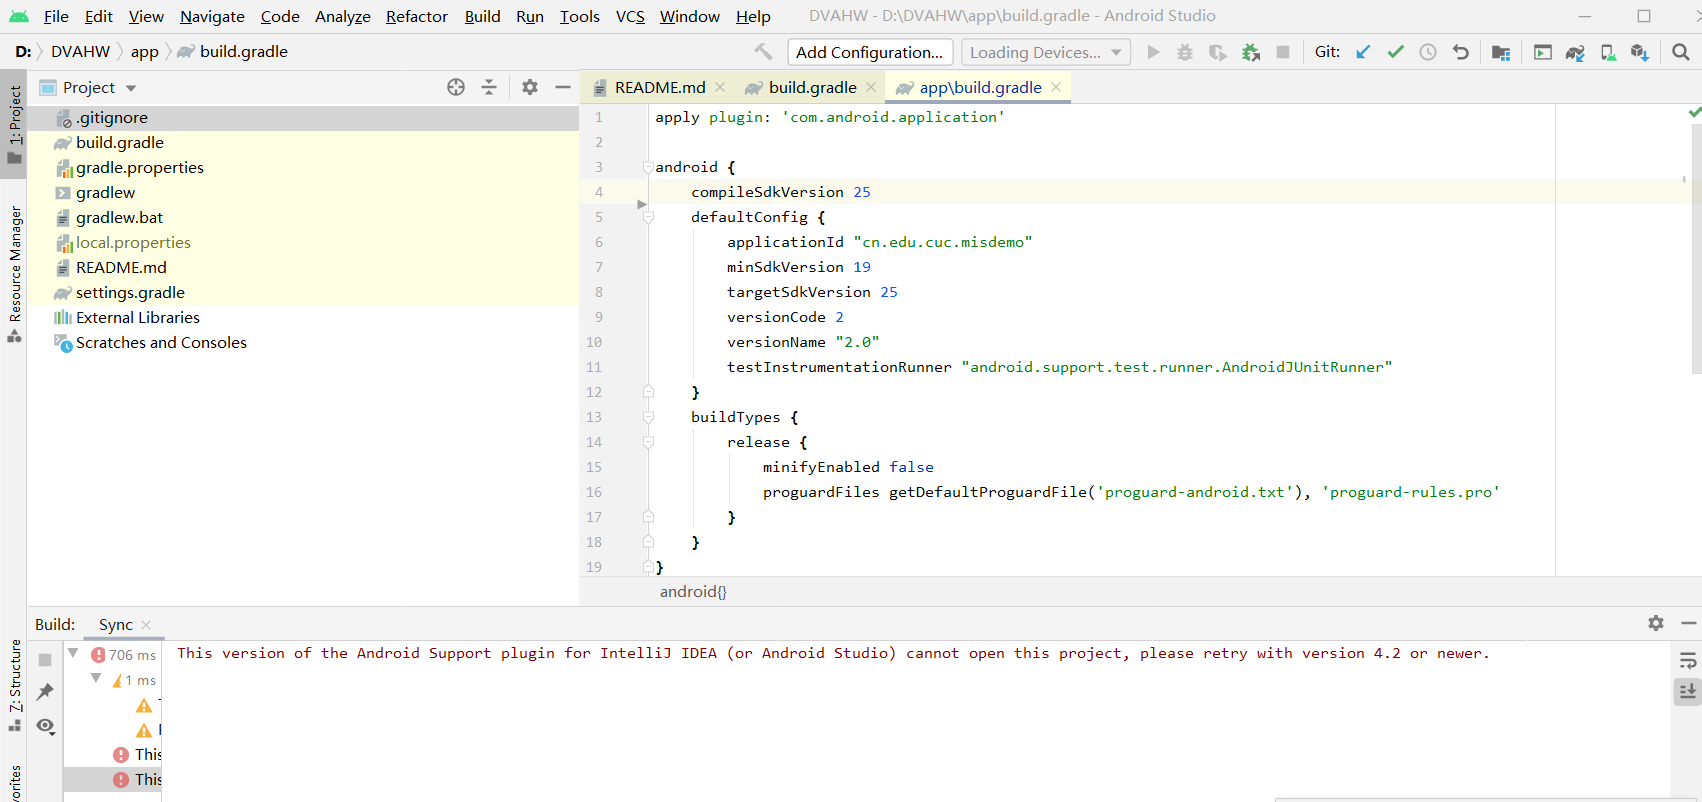 File Edit View Navigate Code Analyze Refactor Build Run Tools VCS Window Help DVAHW - D:\DVAHW\app\build.gradle - Android Studio
D: DVAHW app build.gradle Add Configuration... Loading Devices... Git:
Project README.md build.gradle app\build.gradle
1: Project
Resource Manager
7: Structure
.gitignore
build.gradle
gradle.properties
gradlew
gradlew.bat
local.properties
README.md
settings.gradle
External Libraries
Scratches and Consoles
1 apply plugin: 'com.android.application'
2
3 android {
4 compileSdkVersion 25
5 defaultConfig {
6 applicationId "cn.edu.cuc.misdemo"
7 minSdkVersion 19
8 targetSdkVersion 25
9 versionCode 2
10 versionName "2.0"
11 testInstrumentationRunner "android.support.test.runner.AndroidJUnitRunner"
12 }
13 buildTypes {
14 release {
15 minifyEnabled false
16 proguardFiles getDefaultProguardFile('proguard-android.txt'), 'proguard-rules.pro'
17 }
18 }
19 }
android{}
Build: Sync
706 ms This version of the Android Support plugin for IntelliJ IDEA (or Android Studio) cannot open this project, please retry with version 4.2 or newer.
1 ms
This
This